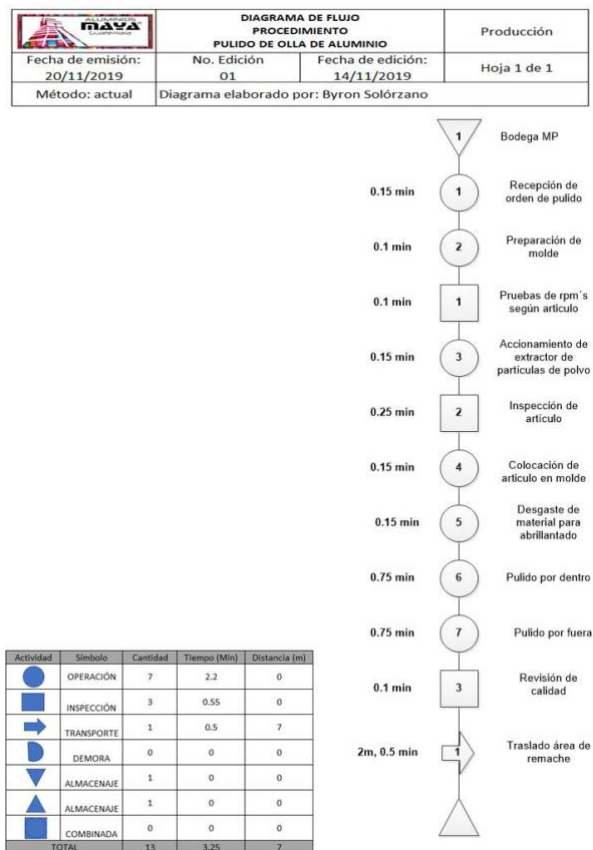 ALUMINIOS
MAYA
Guatemala
DIAGRAMA DE FLUJO
PROCEDIMIENTO
PULIDO DE OLLA DE ALUMINIO
Producción
Fecha de emisión:
20/11/2019
No. Edición
01
Fecha de edición:
14/11/2019
Hoja 1 de 1
Método: actual
Diagrama elaborado por: Byron Solórzano
1
Bodega MP
0.15 min
1
Recepción de
orden de pulido
0.1 min
2
Preparación de
molde
0.1 min
1
Pruebas de rpm´s
según articulo
0.15 min
3
Accionamiento de
extractor de
partículas de polvo
0.25 min
2
Inspección de
artículo
0.15 min
4
Colocación de
articulo en molde
0.15 min
5
Desgaste de
material para
abrillantado
0.75 min
6
Pulido por dentro
0.75 min
7
Pulido por fuera
0.1 min
3
Revisión de
calidad
2m, 0.5 min
1
Traslado área de
remache
Actividad Símbolo Cantidad Tiempo (Min) Distancia (m)
OPERACIÓN 7 2.2 0
INSPECCIÓN 3 0.55 0
TRANSPORTE 1 0.5 7
DEMORA 0 0 0
ALMACENAJE 1 0 0
ALMACENAJE 1 0 0
COMBINADA 0 0 0
TOTAL 13 3.25 7